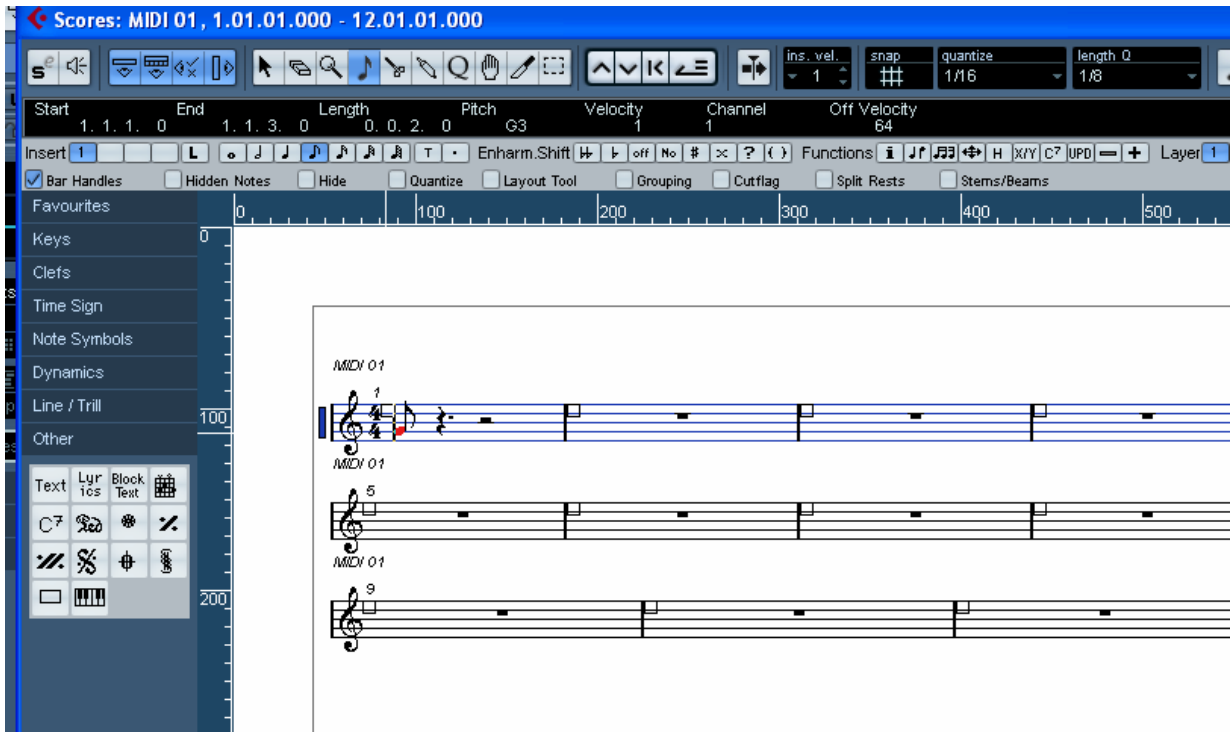 Scores: MIDI 01, 1.01.01.000 - 12.01.01.000
ins. vel. snap quantize length Q
1 1/16 1/8
Start End Length Pitch Velocity Channel Off Velocity
1. 1. 1. 0 1. 1. 3. 0 0. 0. 2. 0 G3 1 1 64
Insert 1 L T . Enharm.Shift off No # x ? ( ) Functions i H X/Y C7 UPD - + Layer 1
Bar Handles Hidden Notes Hide Quantize Layout Tool Grouping Cutflag Split Rests Stems/Beams
Favourites
0 100 200 300 400 500
Keys
0
Clefs
Time Sign
Note Symbols
Dynamics
MIDI 01
Line / Trill
1
100
4
4
Other
MIDI 01
Text Lyrics Block Text
5
C7 Ped
MIDI 01
9
200